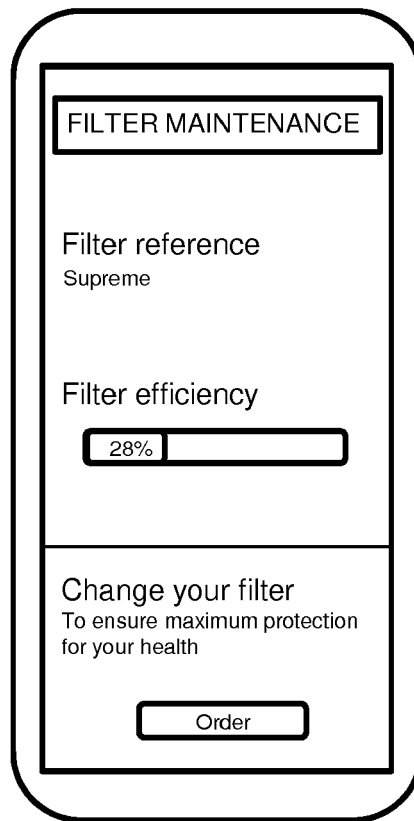 FILTER MAINTENANCE
Filter reference
Supreme
Filter efficiency
28%
Change your filter
To ensure maximum protection
for your health
Order